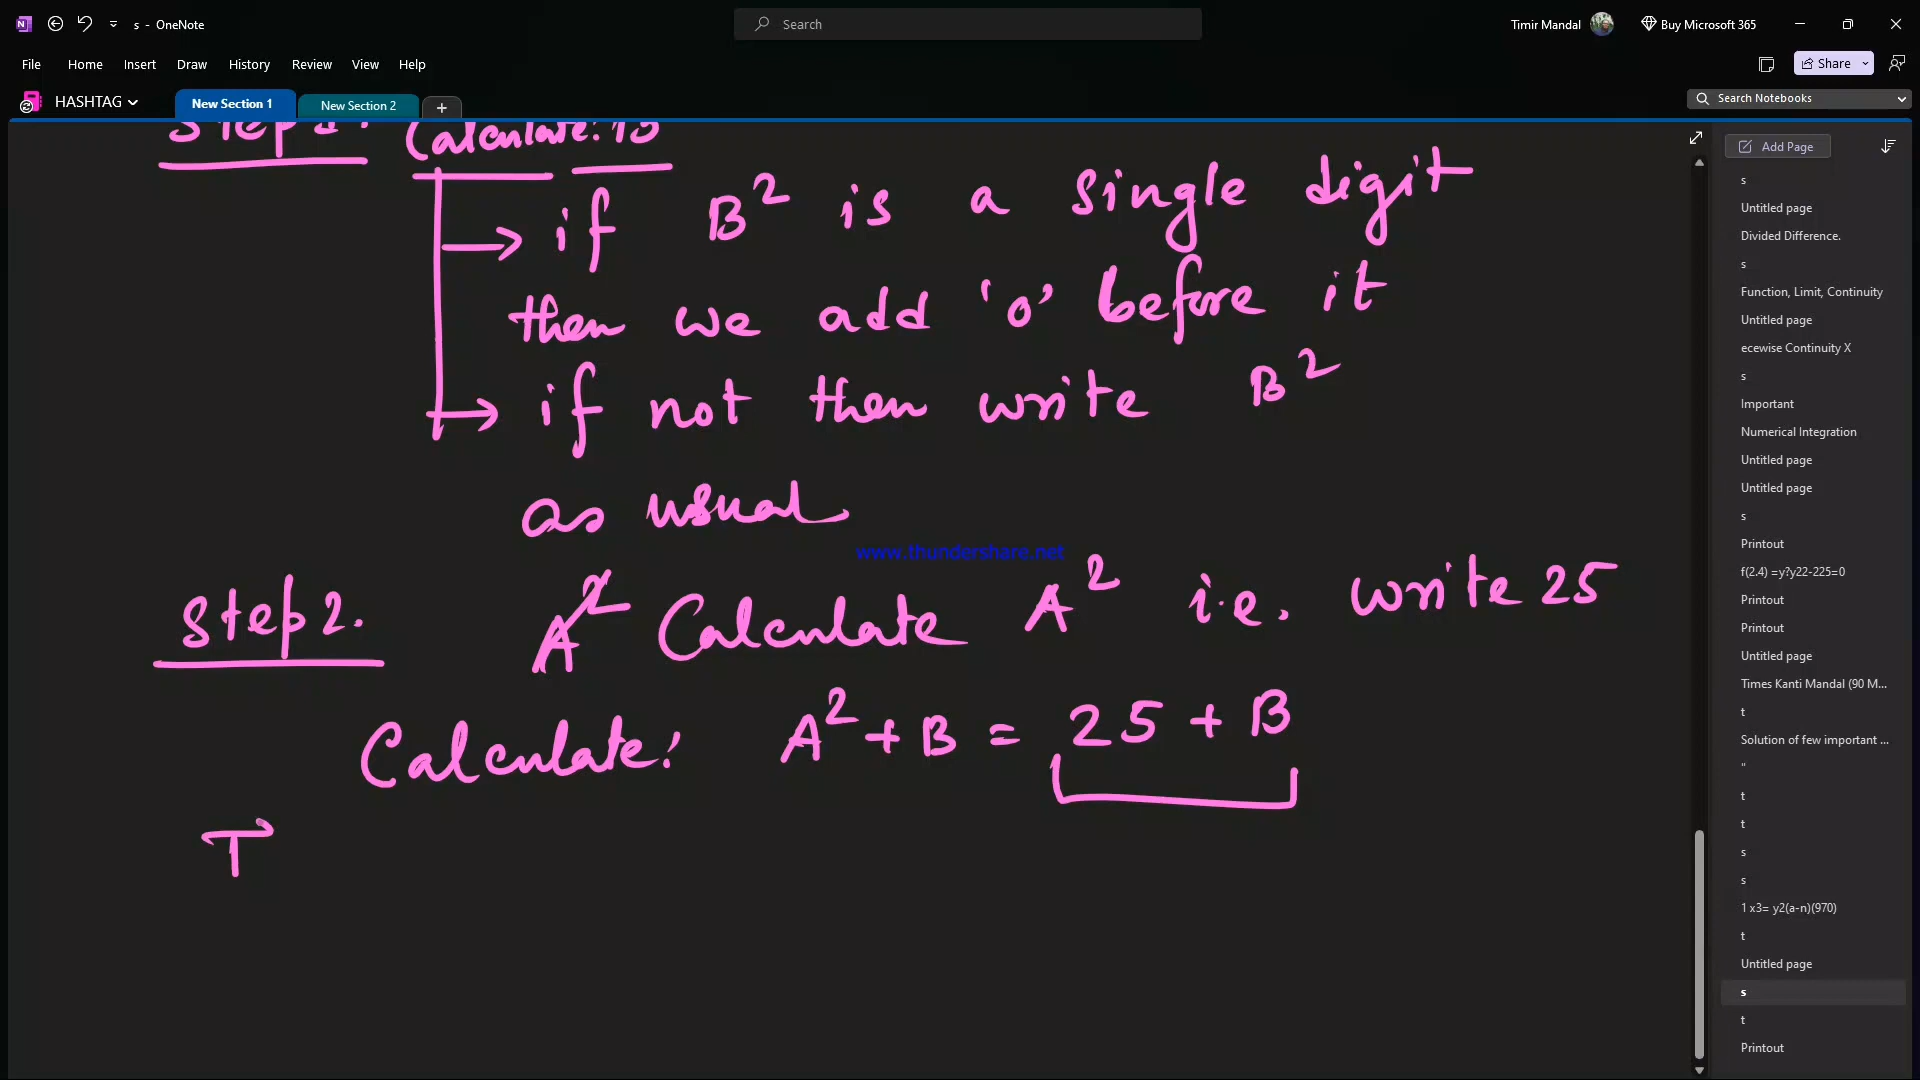 s - OneNote
Search
Timir Mandal
Buy Microsoft 365
File Home Insert Draw History Review View Help
Share
HASHTAG
New Section 1
New Section 2
+
Search Notebooks
Add Page
Step 1. Calculate:
→ if B² is a single digit
then we add 'o' before it
→ if not then write B²
as usual
www.thundershare.net
Step 2. A² Calculate A² i.e. write 25
Calculate: A² + B = 25 + B
T
s
Untitled page
Divided Difference.
s
Function, Limit, Continuity
Untitled page
ecewise Continuity X
s
Important
Numerical Integration
Untitled page
Untitled page
s
Printout
f(2.4) =y?y22-225=0
Printout
Printout
Untitled page
Times Kanti Mandal (90 M...
t
Solution of few important ...
"
t
t
s
s
1 x3= y2(a-n)(970)
t
Untitled page
s
t
Printout